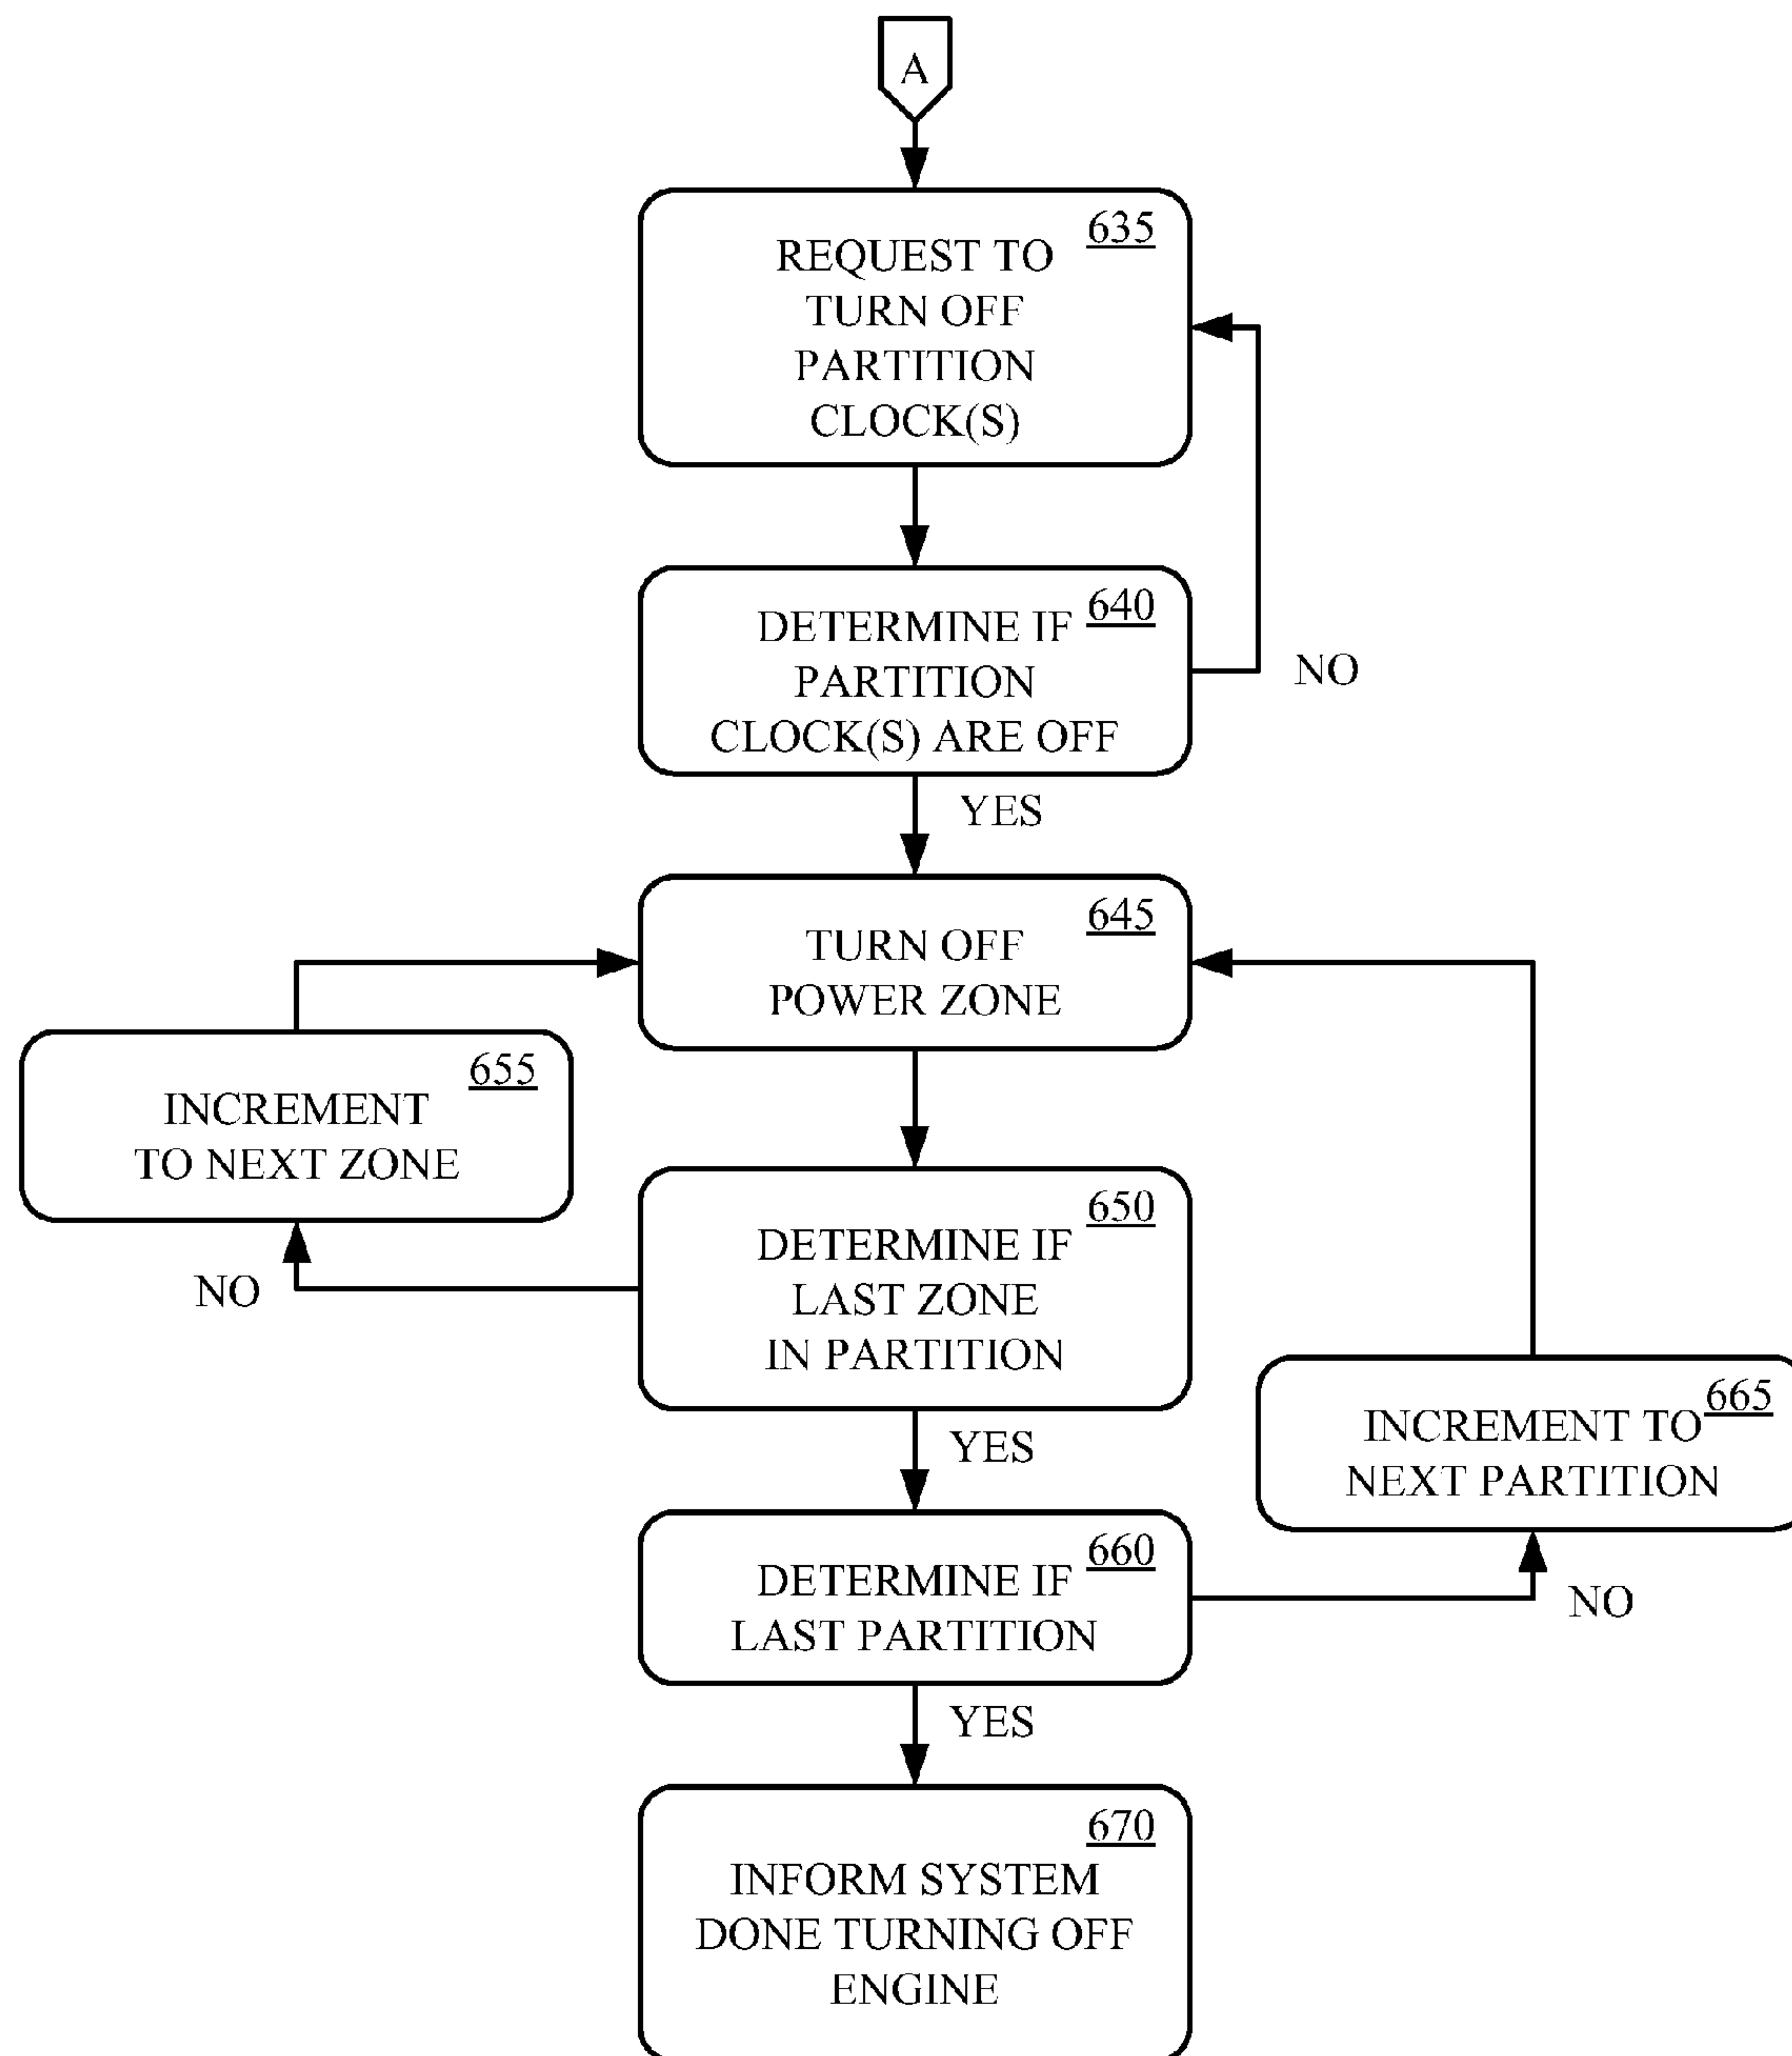 A
635
REQUEST TO
TURN OFF
PARTITION
CLOCK(S)
640
DETERMINE IF
PARTITION
CLOCK(S) ARE OFF
NO
YES
645
TURN OFF
POWER ZONE
655
INCREMENT
TO NEXT ZONE
650
DETERMINE IF
LAST ZONE
IN PARTITION
NO
YES
665
INCREMENT TO
NEXT PARTITION
660
DETERMINE IF
LAST PARTITION
NO
YES
670
INFORM SYSTEM
DONE TURNING OFF
ENGINE